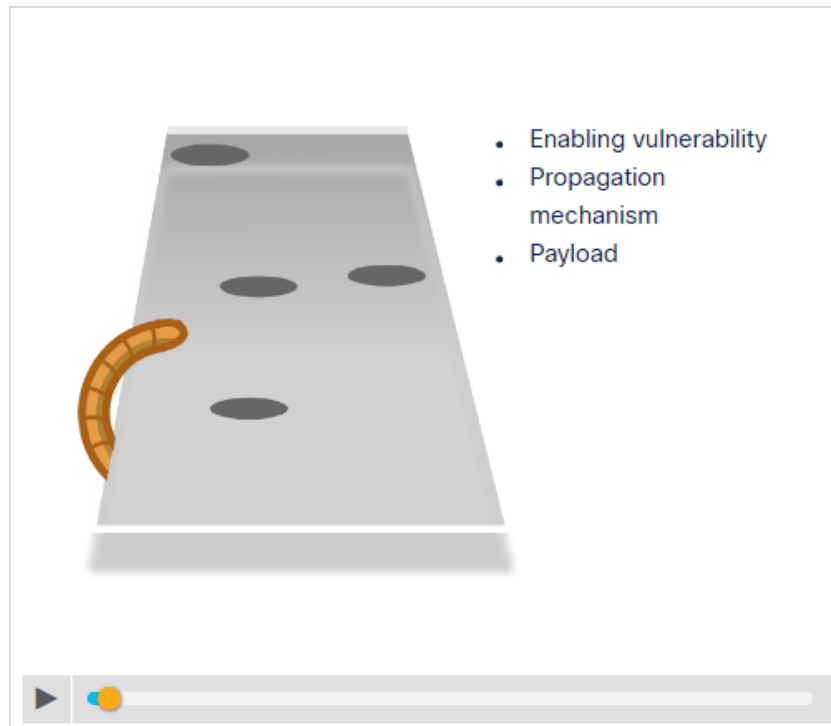 • Enabling vulnerability
• Propagation
mechanism
• Payload